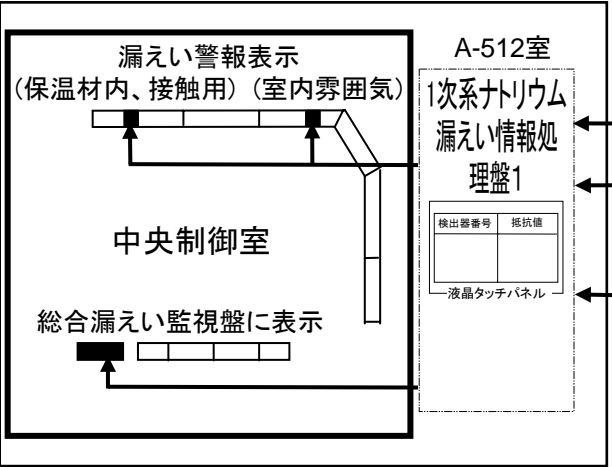 漏えい警報表示
(保温材内、接触用) (室内雰囲気)
中央制御室
総合漏えい監視盤に表示
A-512室
1次系ナトリウム
漏えい情報処
理盤1
検出器番号 抵抗値
液晶タッチパネル